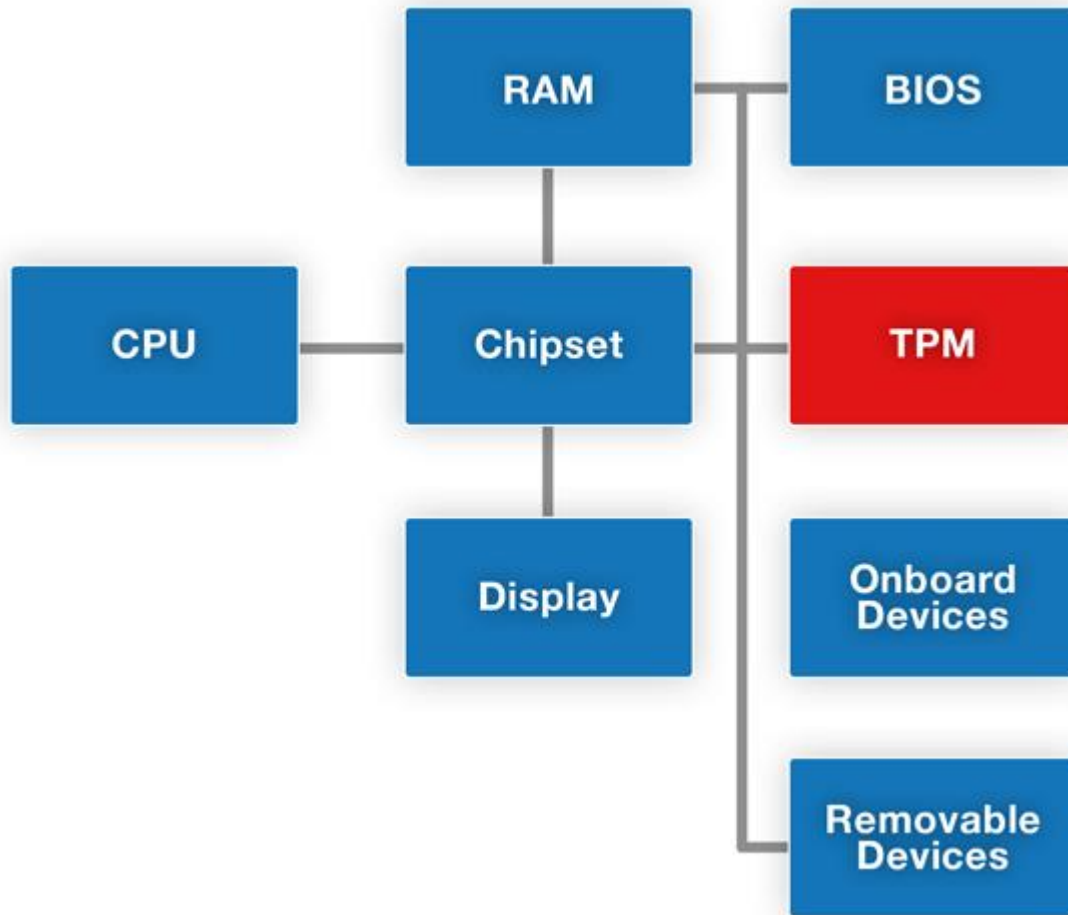 RAM
BIOS
CPU
Chipset
TPM
Display
Onboard
Devices
Removable
Devices